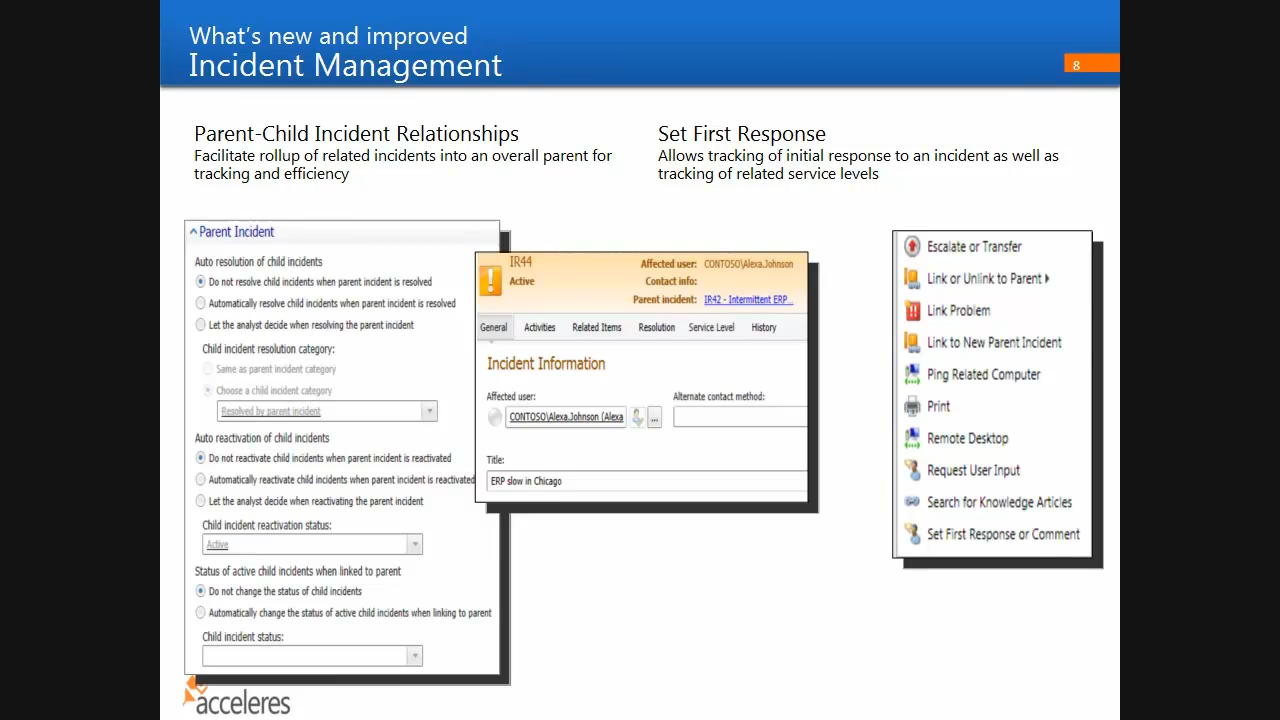 What's new and improved
Incident Management
8
Parent-Child Incident Relationships
Facilitate rollup of related incidents into an overall parent for
tracking and efficiency
Set First Response
Allows tracking of initial response to an incident as well as
tracking of related service levels
Parent Incident
Auto resolution of child incidents
Do not resolve child incidents when parent incident is resolved
Automatically resolve child incidents when parent incident is resolved
Let the analyst decide when resolving the parent incident
Child incident resolution category:
Same as parent incident category
Choose a child incident category
Resolved by parent incident
Auto reactivation of child incidents
Do not reactivate child incidents when parent incident is reactivated
Automatically reactivate child incidents when parent incident is reactivated
Let the analyst decide when reactivating the parent incident
Child incident reactivation status:
Active
Status of active child incidents when linked to parent
Do not change the status of child incidents
Automatically change the status of active child incidents when linking to parent
Child incident status:
IR44
Active
Affected user: CONTOSO\Alexa.Johnson
Contact info:
Parent incident: IR42 - Intermittent ERP...
General Activities Related Items Resolution Service Level History
Incident Information
Affected user:
CONTOSO\Alexa.Johnson (Alexa
...
Alternate contact method:
Title:
ERP slow in Chicago
Escalate or Transfer
Link or Unlink to Parent
Link Problem
Link to New Parent Incident
Ping Related Computer
Print
Remote Desktop
Request User Input
Search for Knowledge Articles
Set First Response or Comment
acceleres